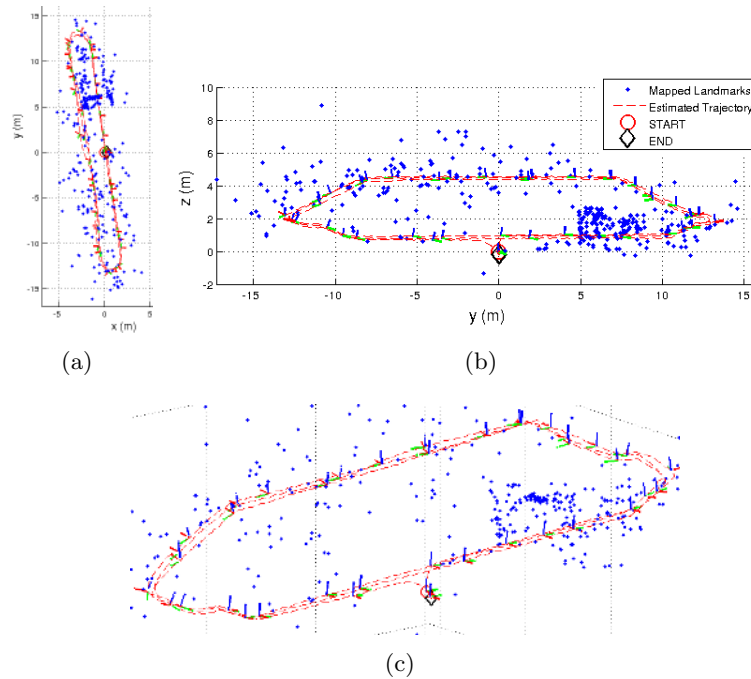 15
10
5
0
-5
-10
-15
y (m)
-5
0
5
x (m)
(a)
10
8
6
4
2
0
-2
z (m)
-15
-10
-5
0
5
10
15
y (m)
Mapped Landmarks
Estimated Trajectory
START
END
(b)
(c)